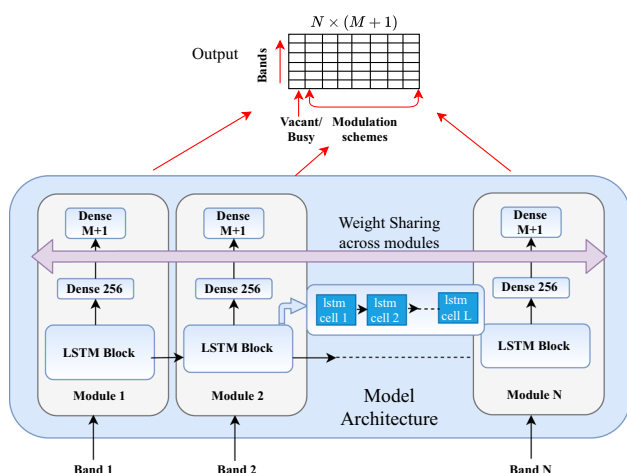 N × (M + 1)
Output
Bands
Vacant/
Busy
Modulation
schemes
Dense
M+1
Dense
M+1
Dense
M+1
Weight Sharing
across modules
Dense 256
Dense 256
Dense 256
lstm
cell 1
lstm
cell 2
lstm
cell L
LSTM Block
LSTM Block
LSTM Block
Module 1
Module 2
Model
Architecture
Module N
Band 1
Band 2
Band N